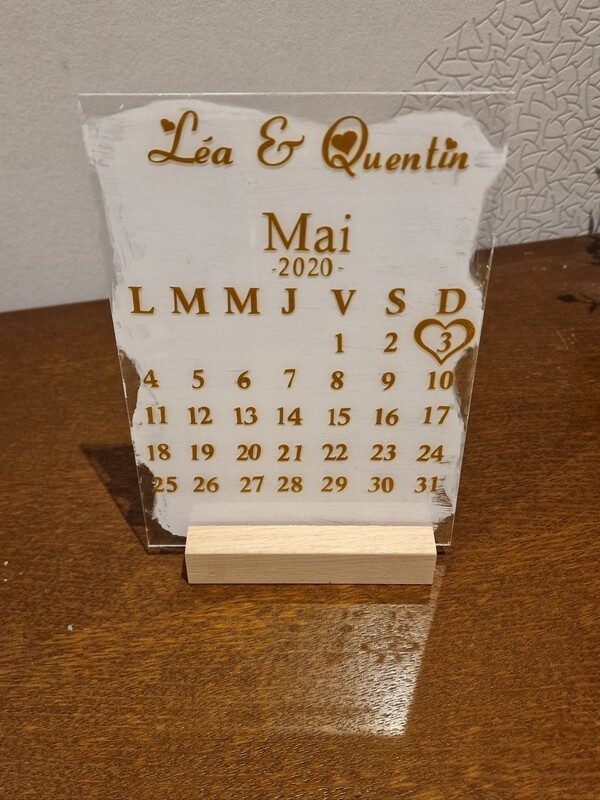 Léa & Quentin
Mai
-2020-
L M M J V S D
1 2 3
4 5 6 7 8 9 10
11 12 13 14 15 16 17
18 19 20 21 22 23 24
25 26 27 28 29 30 31